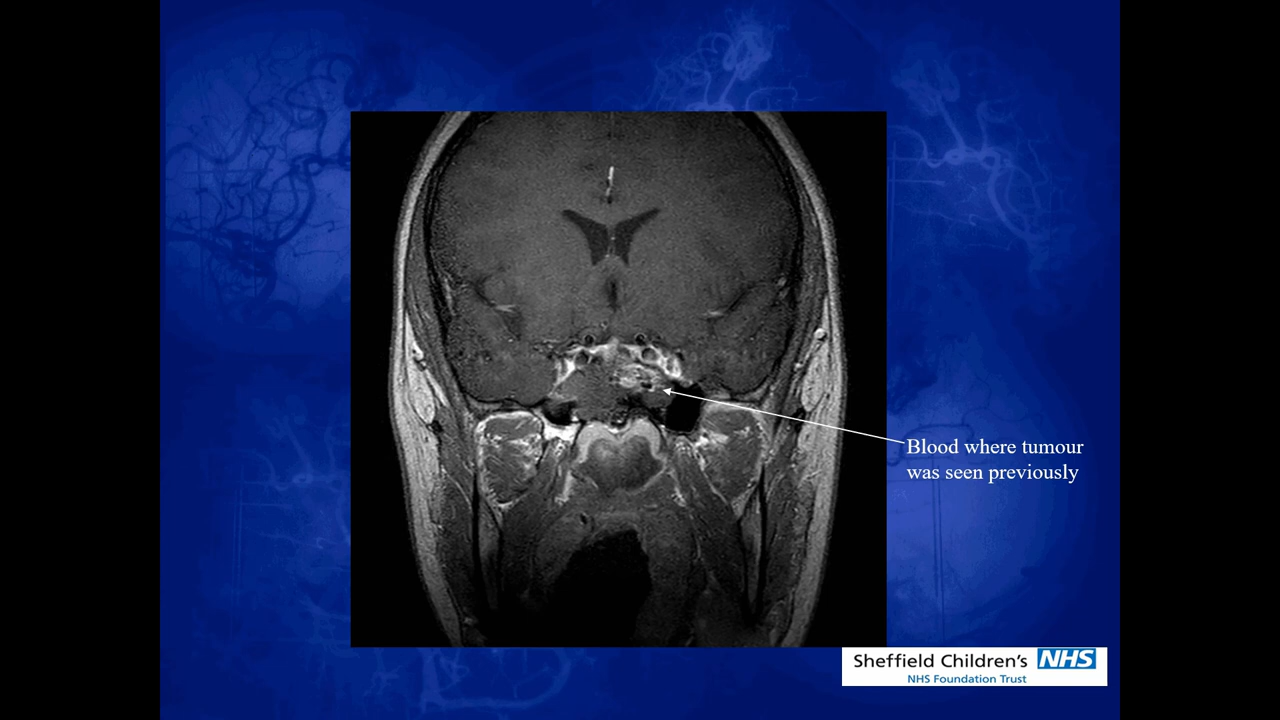 Blood where tumour
was seen previously
Sheffield Children's NHS
NHS Foundation Trust